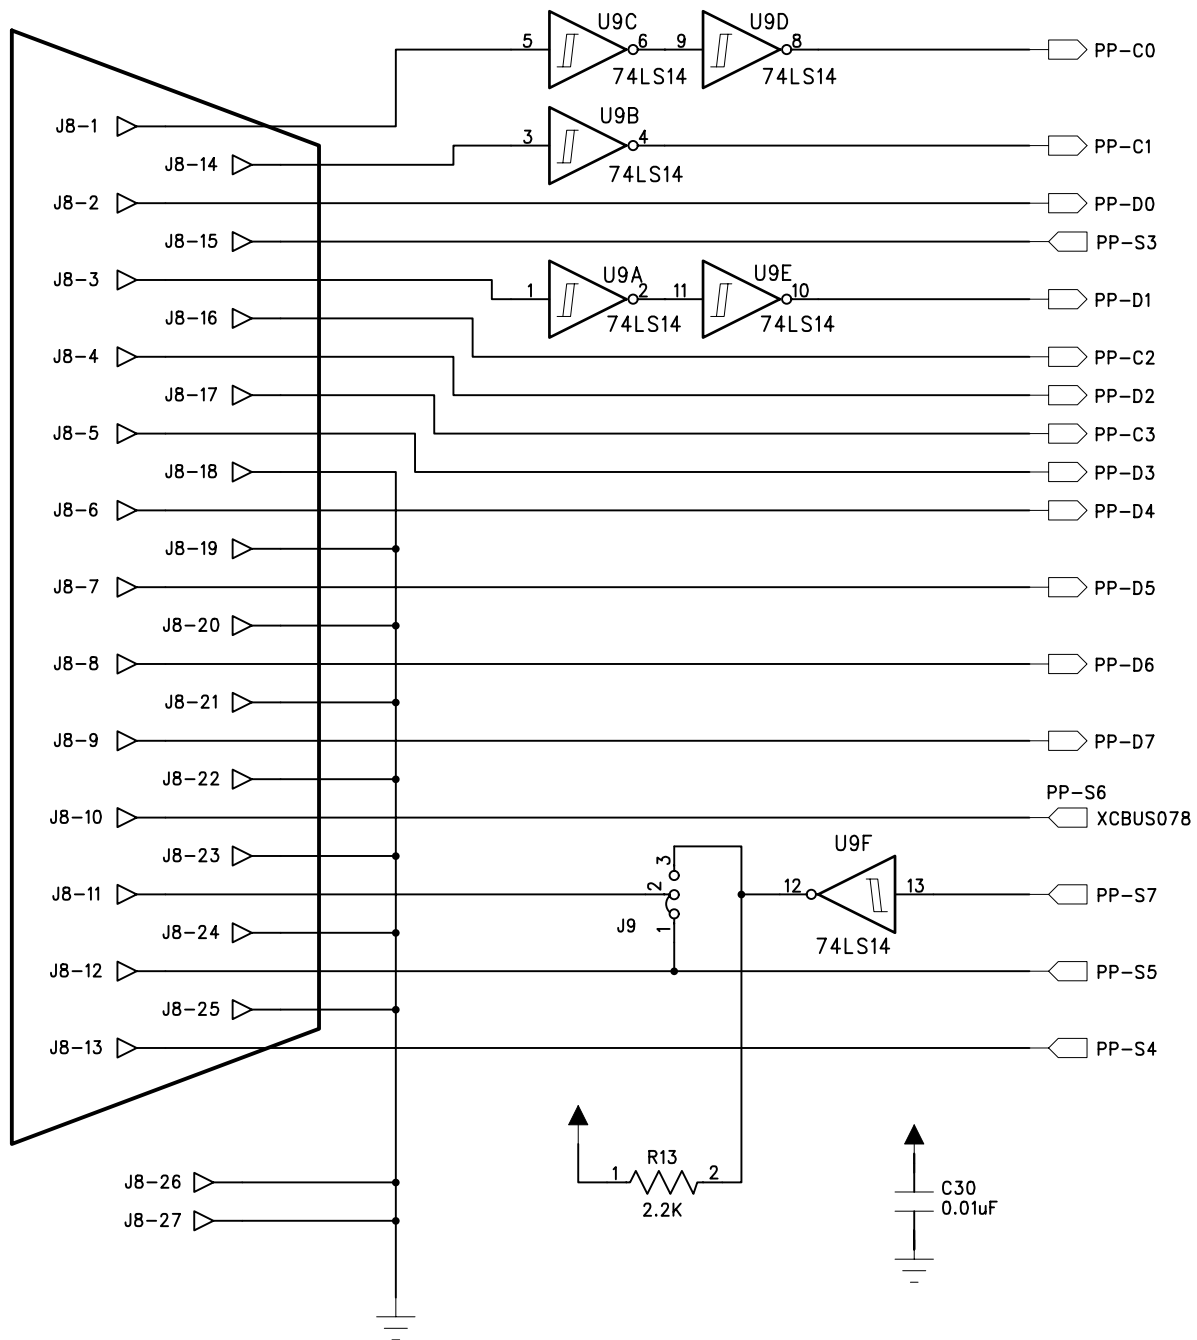 U9C U9D
5 6 9 8 PP-C0
74LS14 74LS14
U9B
J8-1
3 4 PP-C1
J8-14
74LS14
J8-2 PP-D0
J8-15 PP-S3
U9A U9E
J8-3
1 2 11 10 PP-D1
J8-16
74LS14 74LS14
J8-4 PP-C2
J8-17 PP-D2
J8-5 PP-C3
J8-18 PP-D3
J8-6 PP-D4
J8-19
J8-7 PP-D5
J8-20
J8-8 PP-D6
J8-21
J8-9 PP-D7
J8-22
PP-S6
J8-10 XCBUS078
U9F
J8-23
3
J8-11 2 12 13 PP-S7
J9 1
J8-24
74LS14
J8-12 PP-S5
J8-25
J8-13 PP-S4
R13
J8-26 1 2
C30
2.2K 0.01uF
J8-27